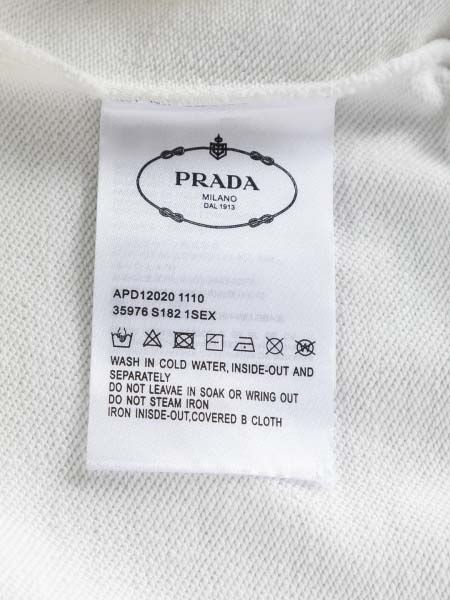 PRADA
MILANO
DAL 1913
APD12020 1110
35976 S182 1SEX
WASH IN COLD WATER, INSIDE-OUT AND
SEPARATELY
DO NOT LEAVAE IN SOAK OR WRING OUT
DO NOT STEAM IRON
IRON INISDE-OUT,COVERED B CLOTH